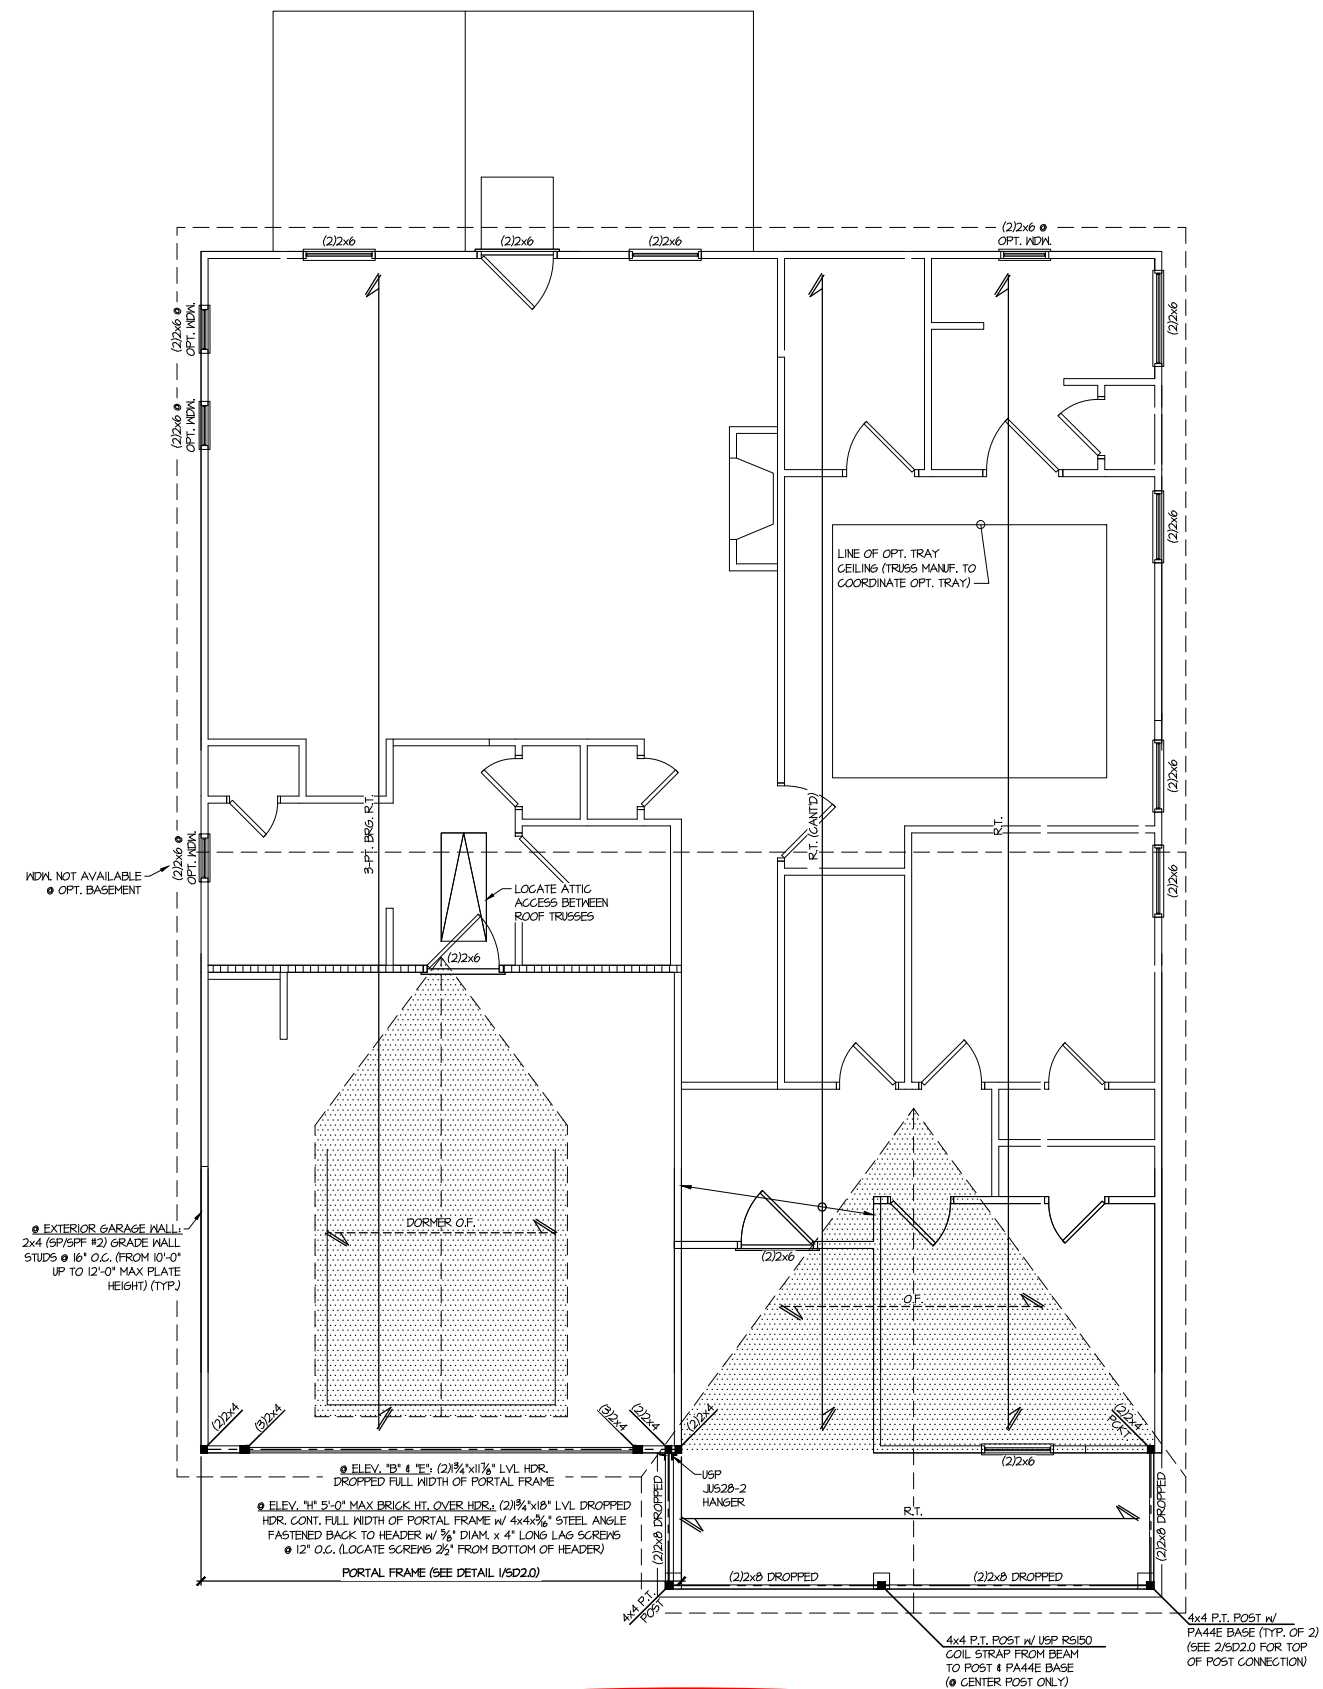 (2)2x6
(2)2x6
(2)2x6
(2)2x6 @
OPT. WDW.
(2)2x6 @
OPT. WDW.
(2)2x6
(2)2x6 @
OPT. WDW.
(2)2x6
LINE OF OPT. TRAY
CEILING (TRUSS MANUF. TO
COORDINATE OPT. TRAY)
(2)2x6
3-PT. BRG. R.T.
R.T. (CANT'D)
R.T.
(2)2x6 @
OPT. WDW.
WDW. NOT AVAILABLE
@ OPT. BASEMENT
(2)2x6
LOCATE ATTIC
ACCESS BETWEEN
ROOF TRUSSES
(2)2x6
DORMER O.F.
@ EXTERIOR GARAGE WALL:
2x4 (SP/SPF #2) GRADE WALL
STUDS @ 16" O.C. (FROM 10'-0"
UP TO 12'-0" MAX PLATE
HEIGHT) (TYP.)
(2)2x6
O.F.
(2)2x4
(3)2x4
(3)2x4
(2)2x4
(2)2x4
(2)2x4
PCKT.
(2)2x6
@ ELEV. "B" & "E": (2)1¾"x11⅞" LVL HDR.
DROPPED FULL WIDTH OF PORTAL FRAME
USP
JUS28-2
HANGER
@ ELEV. "H" 5'-0" MAX BRICK HT. OVER HDR.: (2)1¾"x18" LVL DROPPED
HDR. CONT. FULL WIDTH OF PORTAL FRAME w/ 4x4x5/16" STEEL ANGLE
FASTENED BACK TO HEADER w/ ⅝" DIAM. x 4" LONG LAG SCREWS
@ 12" O.C. (LOCATE SCREWS 2½" FROM BOTTOM OF HEADER)
(2)2x8 DROPPED
R.T.
(2)2x8 DROPPED
PORTAL FRAME (SEE DETAIL 1/SD2.0)
(2)2x8 DROPPED
(2)2x8 DROPPED
4x4 P.T.
POST
4x4 P.T. POST w/
PA44E BASE (TYP. OF 2)
(SEE 2/SD2.0 FOR TOP
OF POST CONNECTION)
4x4 P.T. POST w/ USP RS150
COIL STRAP FROM BEAM
TO POST & PA44E BASE
(@ CENTER POST ONLY)